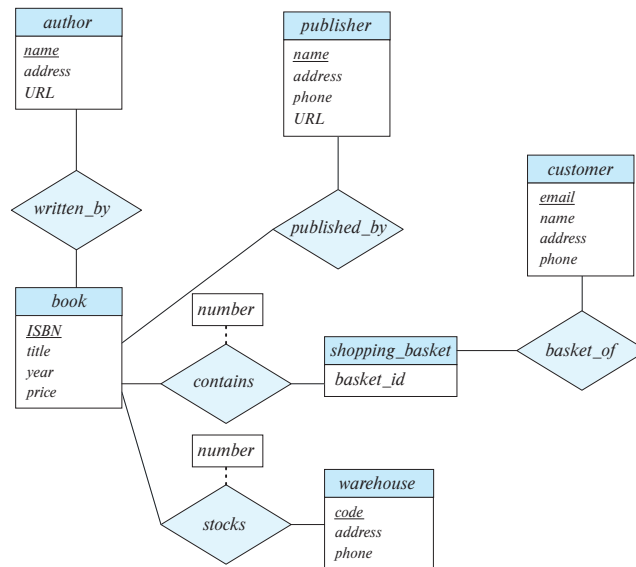 author
name
address
URL
publisher
name
address
phone
URL
written_by
published_by
customer
email
name
address
phone
book
ISBN
title
year
price
number
contains
shopping_basket
basket_id
basket_of
number
stocks
warehouse
code
address
phone